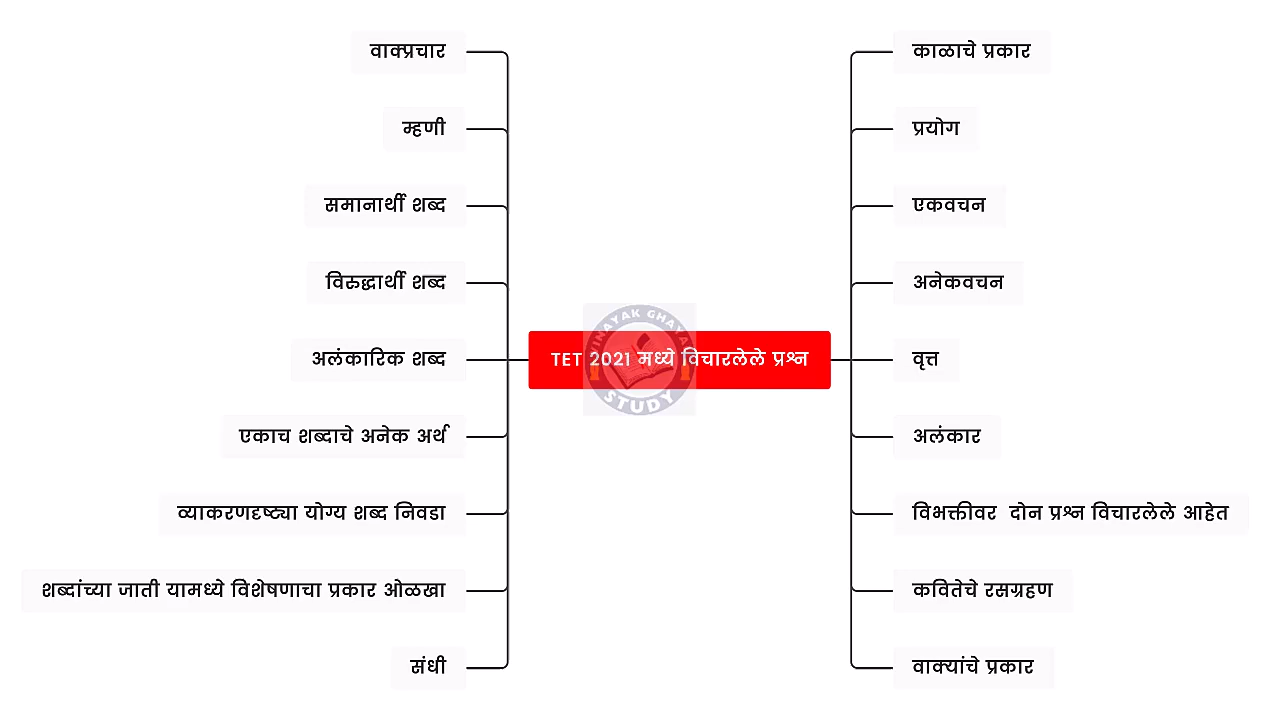 वाक्प्रचार
म्हणी
समानार्थी शब्द
विरुद्धार्थी शब्द
अलंकारिक शब्द
एकाच शब्दाचे अनेक अर्थ
व्याकरणदृष्ट्या योग्य शब्द निवडा
शब्दांच्या जाती यामध्ये विशेषणाचा प्रकार ओळखा
संधी
TET 2021 मध्ये विचारलेले प्रश्न
VINAYAK GHAYAL
STUDY
काळाचे प्रकार
प्रयोग
एकवचन
अनेकवचन
वृत्त
अलंकार
विभक्तीवर  दोन प्रश्न विचारलेले आहेत
कवितेचे रसग्रहण
वाक्यांचे प्रकार